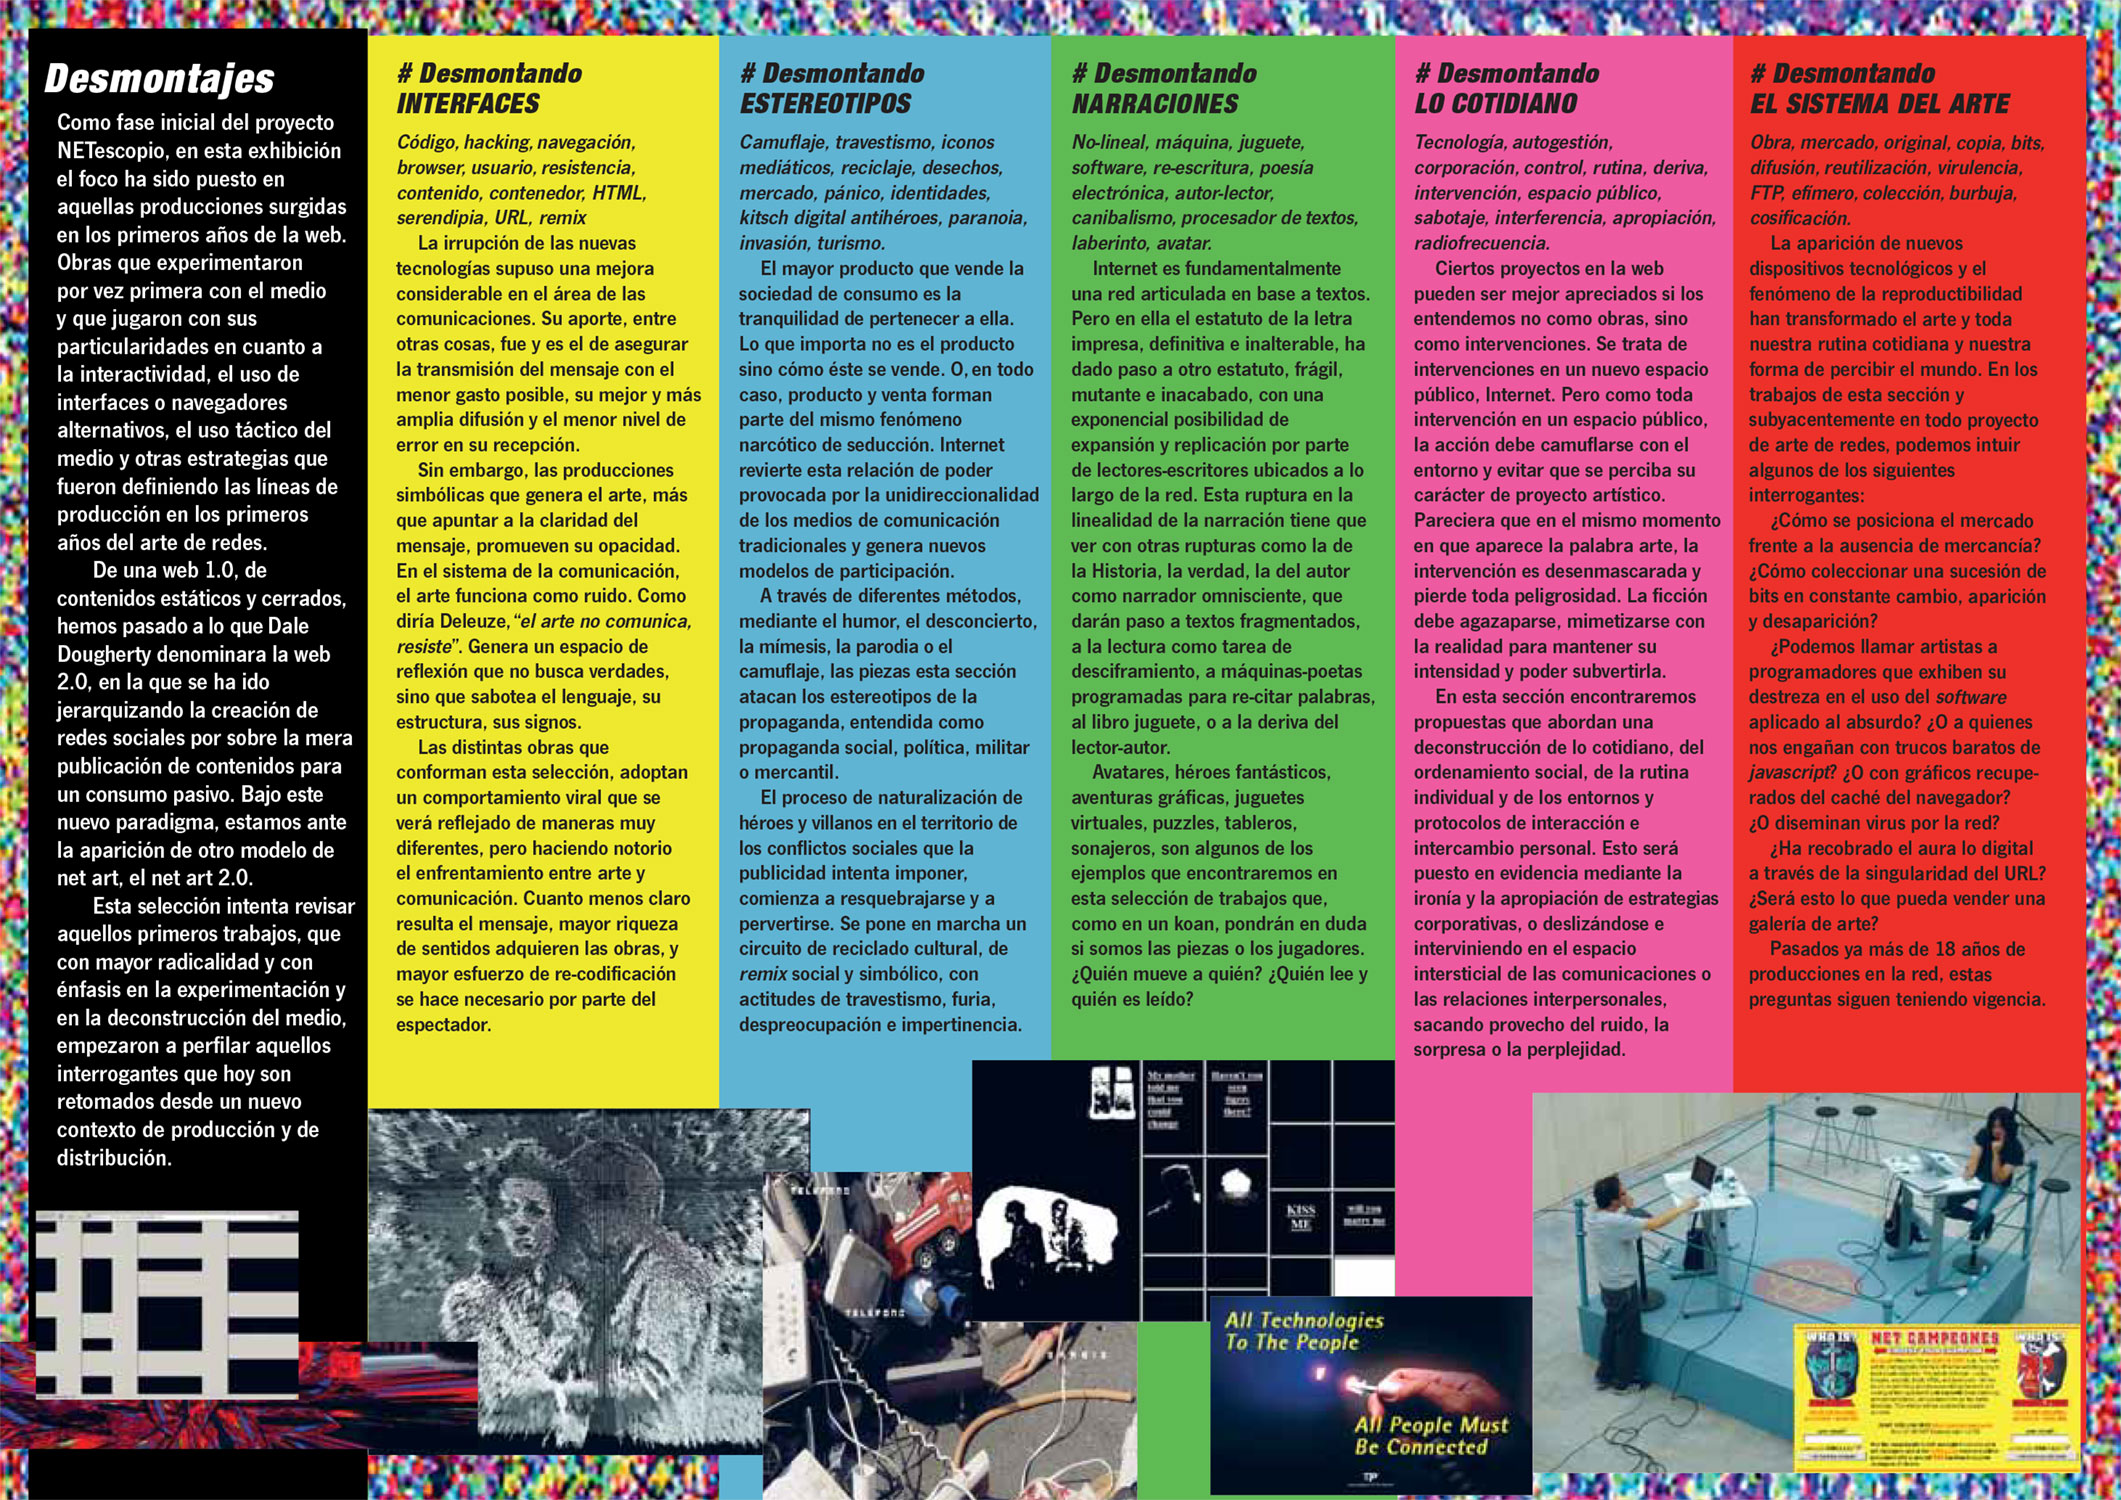 Desmontajes
Como fase inicial del proyecto
NETescopio, en esta exhibición
el foco ha sido puesto en
aquellas producciones surgidas
en los primeros años de la web.
Obras que experimentaron
por vez primera con el medio
y que jugaron con sus
particularidades en cuanto a
la interactividad, el uso de
interfaces o navegadores
alternativos, el uso táctico del
medio y otras estrategias que
fueron definiendo las líneas de
producción en los primeros
años del arte de redes.
De una web 1.0, de
contenidos estáticos y cerrados,
hemos pasado a lo que Dale
Dougherty denominara la web
2.0, en la que se ha ido
jerarquizando la creación de
redes sociales por sobre la mera
publicación de contenidos para
un consumo pasivo. Bajo este
nuevo paradigma, estamos ante
la aparición de otro modelo de
net art, el net art 2.0.
Esta selección intenta revisar
aquellos primeros trabajos, que
con mayor radicalidad y con
énfasis en la experimentación y
en la deconstrucción del medio,
empezaron a perfilar aquellos
interrogantes que hoy son
retomados desde un nuevo
contexto de producción y de
distribución.
# Desmontando
INTERFACES
Código, hacking, navegación,
browser, usuario, resistencia,
contenido, contenedor, HTML,
serendipia, URL, remix
La irrupción de las nuevas
tecnologías supuso una mejora
considerable en el área de las
comunicaciones. Su aporte, entre
otras cosas, fue y es el de asegurar
la transmisión del mensaje con el
menor gasto posible, su mejor y más
amplia difusión y el menor nivel de
error en su recepción.
Sin embargo, las producciones
simbólicas que genera el arte, más
que apuntar a la claridad del
mensaje, promueven su opacidad.
En el sistema de la comunicación,
el arte funciona como ruido. Como
diría Deleuze, “el arte no comunica,
resiste”. Genera un espacio de
reflexión que no busca verdades,
sino que sabotea el lenguaje, su
estructura, sus signos.
Las distintas obras que
conforman esta selección, adoptan
un comportamiento viral que se
verá reflejado de maneras muy
diferentes, pero haciendo notorio
el enfrentamiento entre arte y
comunicación. Cuanto menos claro
resulta el mensaje, mayor riqueza
de sentidos adquieren las obras, y
mayor esfuerzo de re-codificación
se hace necesario por parte del
espectador.
# Desmontando
ESTEREOTIPOS
Camuflaje, travestismo, iconos
mediáticos, reciclaje, desechos,
mercado, pánico, identidades,
kitsch digital antihéroes, paranoia,
invasión, turismo.
El mayor producto que vende la
sociedad de consumo es la
tranquilidad de pertenecer a ella.
Lo que importa no es el producto
sino cómo éste se vende. O, en todo
caso, producto y venta forman
parte del mismo fenómeno
narcótico de seducción. Internet
revierte esta relación de poder
provocada por la unidireccionalidad
de los medios de comunicación
tradicionales y genera nuevos
modelos de participación.
A través de diferentes métodos,
mediante el humor, el desconcierto,
la mímesis, la parodia o el
camuflaje, las piezas esta sección
atacan los estereotipos de la
propaganda, entendida como
propaganda social, política, militar
o mercantil.
El proceso de naturalización de
héroes y villanos en el territorio de
los conflictos sociales que la
publicidad intenta imponer,
comienza a resquebrajarse y a
pervertirse. Se pone en marcha un
circuito de reciclado cultural, de
remix social y simbólico, con
actitudes de travestismo, furia,
despreocupación e impertinencia.
# Desmontando
NARRACIONES
No-lineal, máquina, juguete,
software, re-escritura, poesía
electrónica, autor-lector,
canibalismo, procesador de textos,
laberinto, avatar.
Internet es fundamentalmente
una red articulada en base a textos.
Pero en ella el estatuto de la letra
impresa, definitiva e inalterable, ha
dado paso a otro estatuto, frágil,
mutante e inacabado, con una
exponencial posibilidad de
expansión y replicación por parte
de lectores-escritores ubicados a lo
largo de la red. Esta ruptura en la
linealidad de la narración tiene que
ver con otras rupturas como la de
la Historia, la verdad, la del autor
como narrador omnisciente, que
darán paso a textos fragmentados,
a la lectura como tarea de
desciframiento, a máquinas-poetas
programadas para re-citar palabras,
al libro juguete, o a la deriva del
lector-autor.
Avatares, héroes fantásticos,
aventuras gráficas, juguetes
virtuales, puzzles, tableros,
sonajeros, son algunos de los
ejemplos que encontraremos en
esta selección de trabajos que,
como en un koan, pondrán en duda
si somos las piezas o los jugadores.
¿Quién mueve a quién? ¿Quién lee y
quién es leído?
# Desmontando
LO COTIDIANO
Tecnología, autogestión,
corporación, control, rutina, deriva,
intervención, espacio público,
sabotaje, interferencia, apropiación,
radiofrecuencia.
Ciertos proyectos en la web
pueden ser mejor apreciados si los
entendemos no como obras, sino
como intervenciones. Se trata de
intervenciones en un nuevo espacio
público, Internet. Pero como toda
intervención en un espacio público,
la acción debe camuflarse con el
entorno y evitar que se perciba su
carácter de proyecto artístico.
Pareciera que en el mismo momento
en que aparece la palabra arte, la
intervención es desenmascarada y
pierde toda peligrosidad. La ficción
debe agazaparse, mimetizarse con
la realidad para mantener su
intensidad y poder subvertirla.
En esta sección encontraremos
propuestas que abordan una
deconstrucción de lo cotidiano, del
ordenamiento social, de la rutina
individual y de los entornos y
protocolos de interacción e
intercambio personal. Esto será
puesto en evidencia mediante la
ironía y la apropiación de estrategias
corporativas, o deslizándose e
interviniendo en el espacio
intersticial de las comunicaciones o
las relaciones interpersonales,
sacando provecho del ruido, la
sorpresa o la perplejidad.
# Desmontando
EL SISTEMA DEL ARTE
Obra, mercado, original, copia, bits,
difusión, reutilización, virulencia,
FTP, efímero, colección, burbuja,
cosificación.
La aparición de nuevos
dispositivos tecnológicos y el
fenómeno de la reproductibilidad
han transformado el arte y toda
nuestra rutina cotidiana y nuestra
forma de percibir el mundo. En los
trabajos de esta sección y
subyacentemente en todo proyecto
de arte de redes, podemos intuir
algunos de los siguientes
interrogantes:
¿Cómo se posiciona el mercado
frente a la ausencia de mercancía?
¿Cómo coleccionar una sucesión de
bits en constante cambio, aparición
y desaparición?
¿Podemos llamar artistas a
programadores que exhiben su
destreza en el uso del software
aplicado al absurdo? ¿O a quienes
nos engañan con trucos baratos de
javascript? ¿O con gráficos recupe-
rados del caché del navegador?
¿O diseminan virus por la red?
¿Ha recobrado el aura lo digital
a través de la singularidad del URL?
¿Será esto lo que pueda vender una
galería de arte?
Pasados ya más de 18 años de
producciones en la red, estas
preguntas siguen teniendo vigencia.
TELEFONO
TELEFONO
My mother
told me
that you
could
change
Haven't you
seen
tigers
there?
KISS
ME
will you
marry me
All Technologies
To The People
All People Must
Be Connected
WHO IS?
NET CAMPEONES
WHO IS?